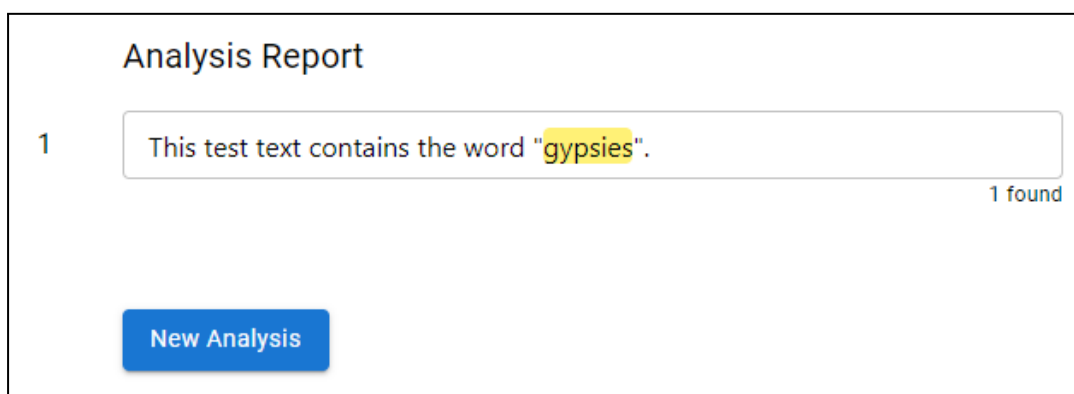 Analysis Report
1
This test text contains the word "gypsies".
1 found
New Analysis